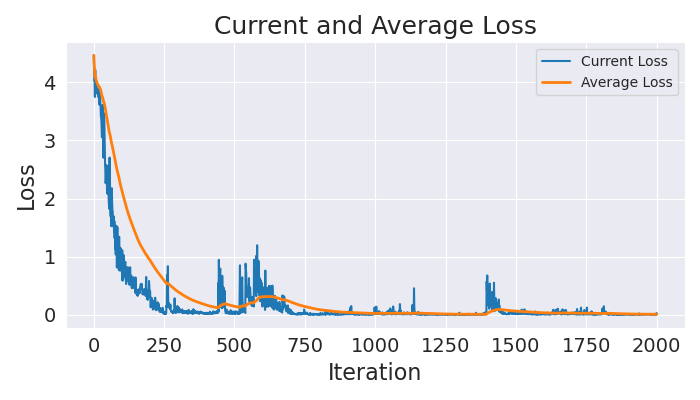 Current and Average Loss
Current Loss
Average Loss
Loss
4
3
2
1
0
0 250 500 750 1000 1250 1500 1750 2000
Iteration